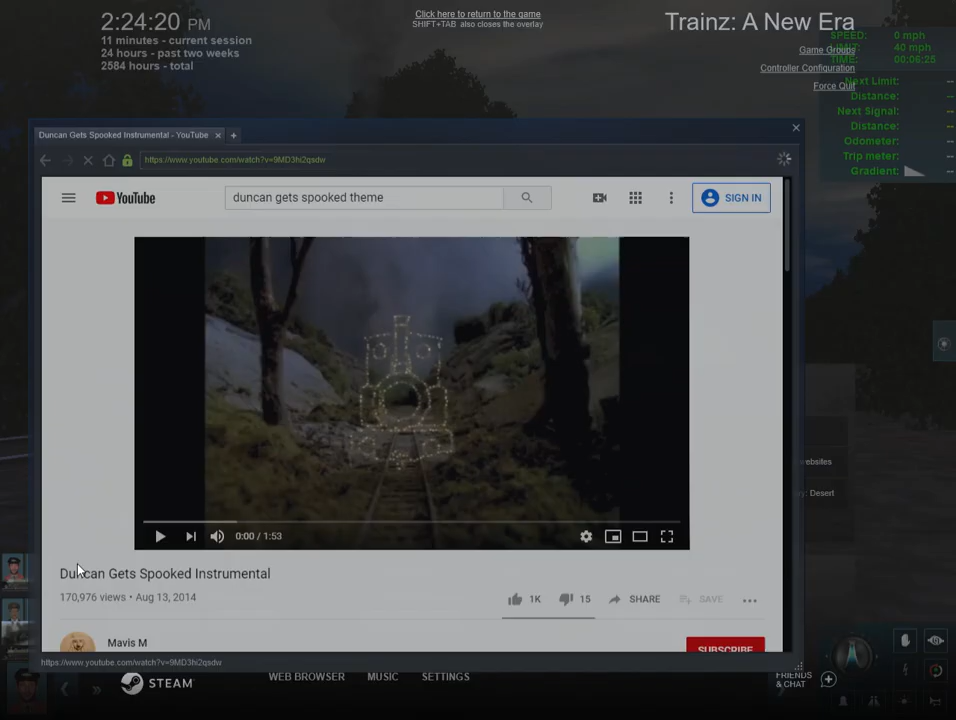 2:24:20 PM
11 minutes - current session
24 hours - past two weeks
2584 hours - total
Click here to return to the game
SHIFT+TAB also closes the overlay
Trainz: A New Era
Game Groups
Controller Configuration
Force Quit
SPEED: 0 mph
LIMIT: 40 mph
TIME: 00:06:25
Next Limit: --
Distance: --
Next Signal: --
Distance: --
Odometer: --
Trip meter: --
Gradient: --
Duncan Gets Spooked Instrumental - YouTube
https://www.youtube.com/watch?v=9MD3hi2qsdw
YouTube
duncan gets spooked theme
SIGN IN
0:00 / 1:53
Duncan Gets Spooked Instrumental
170,976 views • Aug 13, 2014
1K
15
SHARE
SAVE
Mavis M
SUBSCRIBE
https://www.youtube.com/watch?v=9MD3hi2qsdw
websites
Desert
STEAM
WEB BROWSER
MUSIC
SETTINGS
FRIENDS
& CHAT